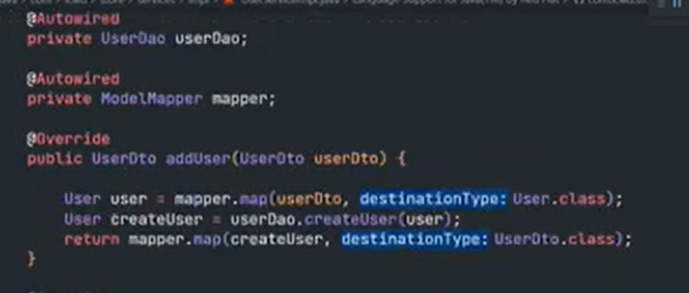 @Autowired
private UserDao userDao;
@Autowired
private ModelMapper mapper;
@Override
public UserDto addUser(UserDto userDto) {
User user = mapper.map(userDto, destinationType: User.class);
User createUser = userDao.createUser(user);
return mapper.map(createUser, destinationType: UserDto.class);
}